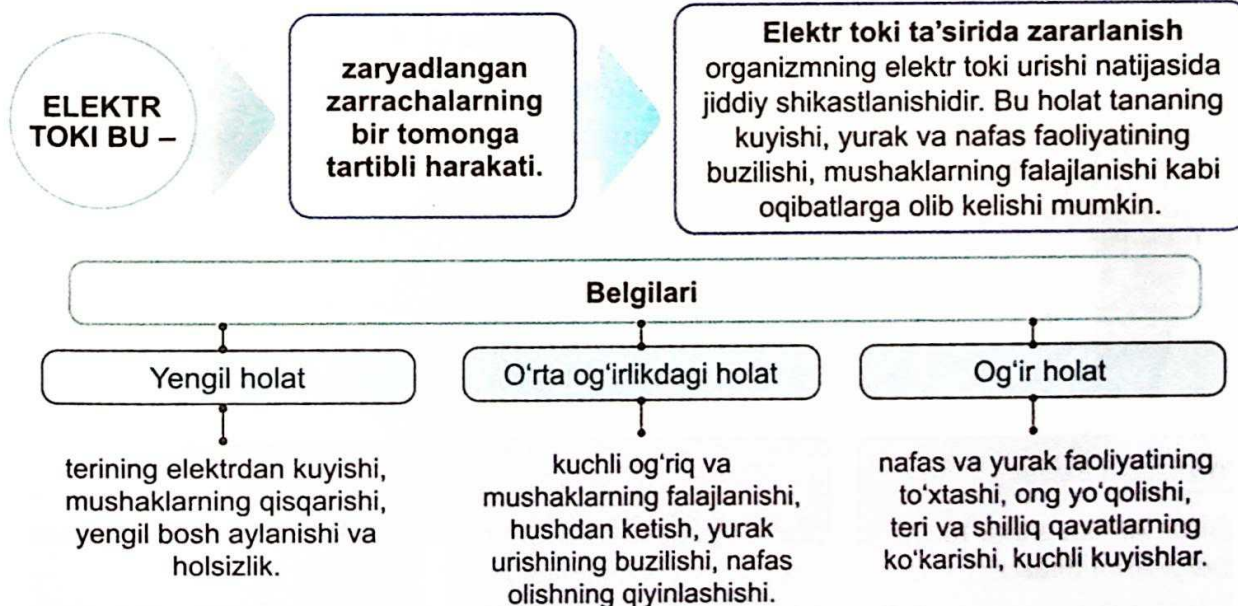 ELEKTR
TOKI BU –
zaryadlangan
zarrachalarning
bir tomonga
tartibli harakati.
Elektr toki ta’sirida zararlanish
organizmning elektr toki urishi natijasida
jiddiy shikastlanishidir. Bu holat tananing
kuyishi, yurak va nafas faoliyatining
buzilishi, mushaklarning falajlanishi kabi
oqibatlarga olib kelishi mumkin.
Belgilari
Yengil holat
terining elektrdan kuyishi,
mushaklarning qisqarishi,
yengil bosh aylanishi va
holsizlik.
O‘rta og‘irlikdagi holat
kuchli og‘riq va
mushaklarning falajlanishi,
hushdan ketish, yurak
urishining buzilishi, nafas
olishning qiyinlashishi.
Og‘ir holat
nafas va yurak faoliyatining
to‘xtashi, ong yo‘qolishi,
teri va shilliq qavatlarning
ko‘karishi, kuchli kuyishlar.